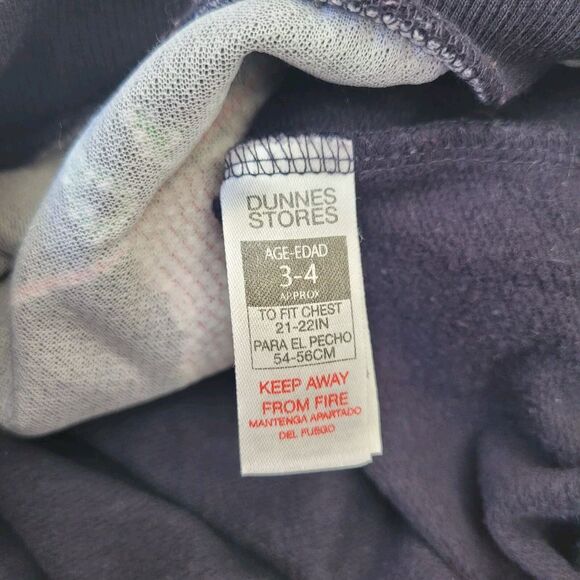 DUNNES
STORES
AGE-EDAD
3-4
APPROX
TO FIT CHEST
21-22IN
PARA EL PECHO
54-56CM
KEEP AWAY
FROM FIRE
MANTENGA APARTADO
DEL FUEGO